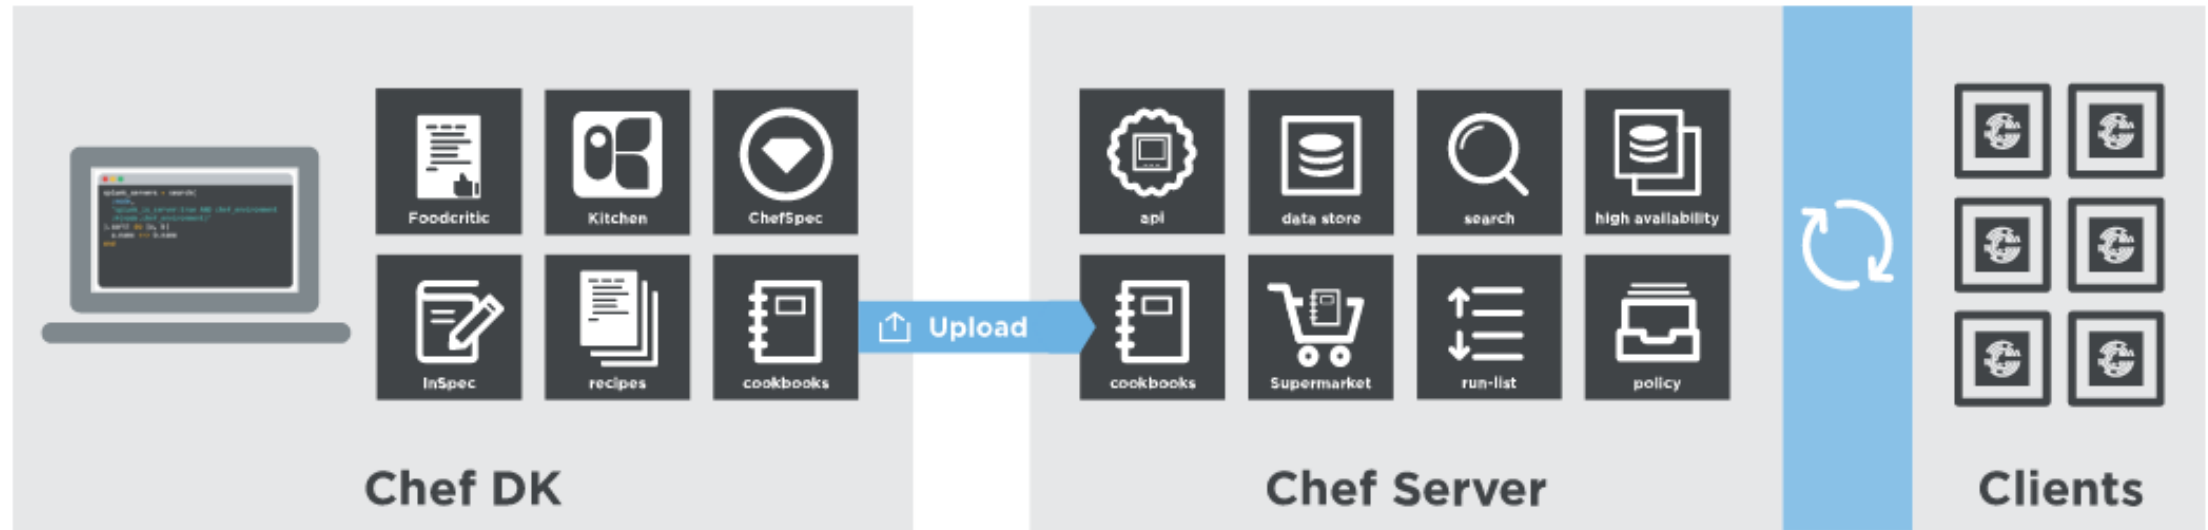 Foodcritic
Kitchen
ChefSpec
InSpec
recipes
cookbooks
Upload
Chef DK
api
data store
search
high availability
cookbooks
Supermarket
run-list
policy
Chef Server
Clients